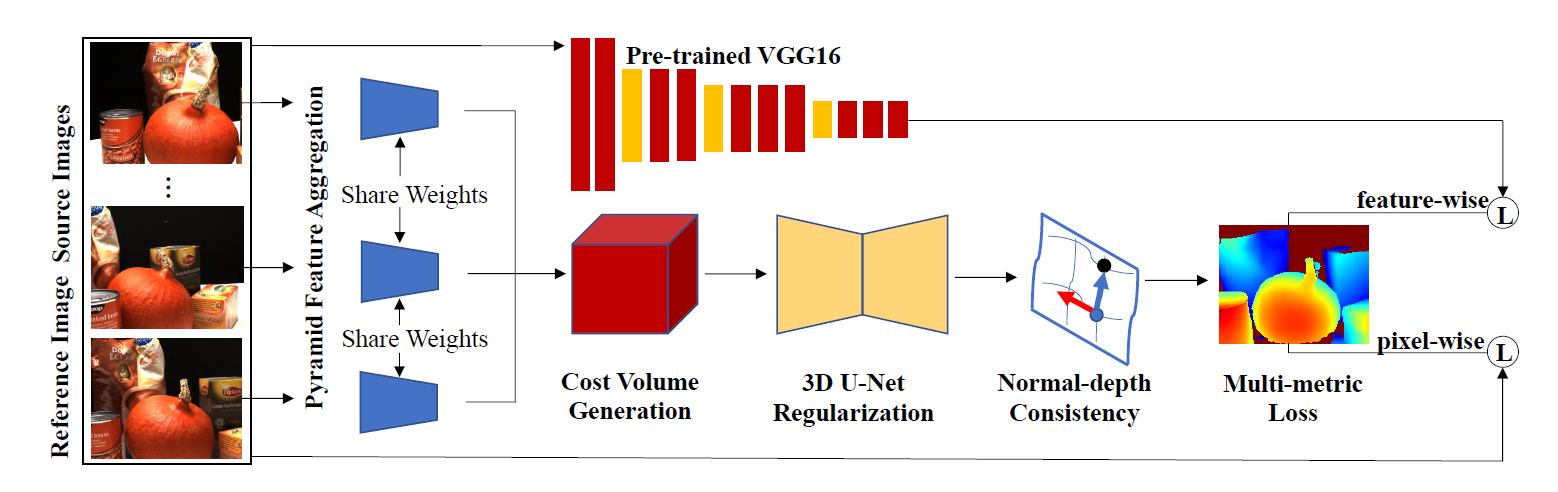 Reference Image  Source Images
Pyramid Feature Aggregation
Share Weights
Share Weights
Pre-trained VGG16
Cost Volume
Generation
3D U-Net
Regularization
Normal-depth
Consistency
feature-wise
L
pixel-wise
L
Multi-metric
Loss